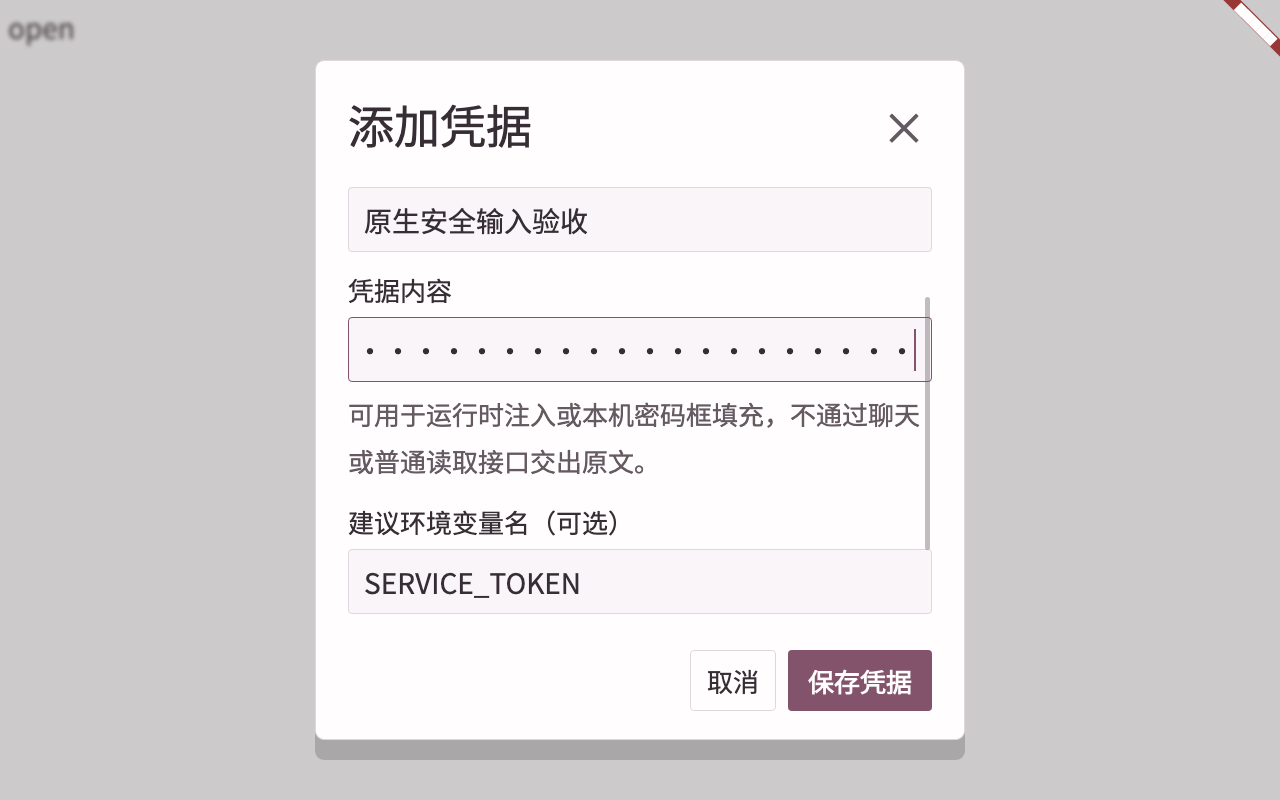 open
添加凭据
原生安全输入验收
凭据内容
••••••••••••••••••••
可用于运行时注入或本机密码框填充，不通过聊天
或普通读取接口交出原文。
建议环境变量名（可选）
SERVICE_TOKEN
取消
保存凭据